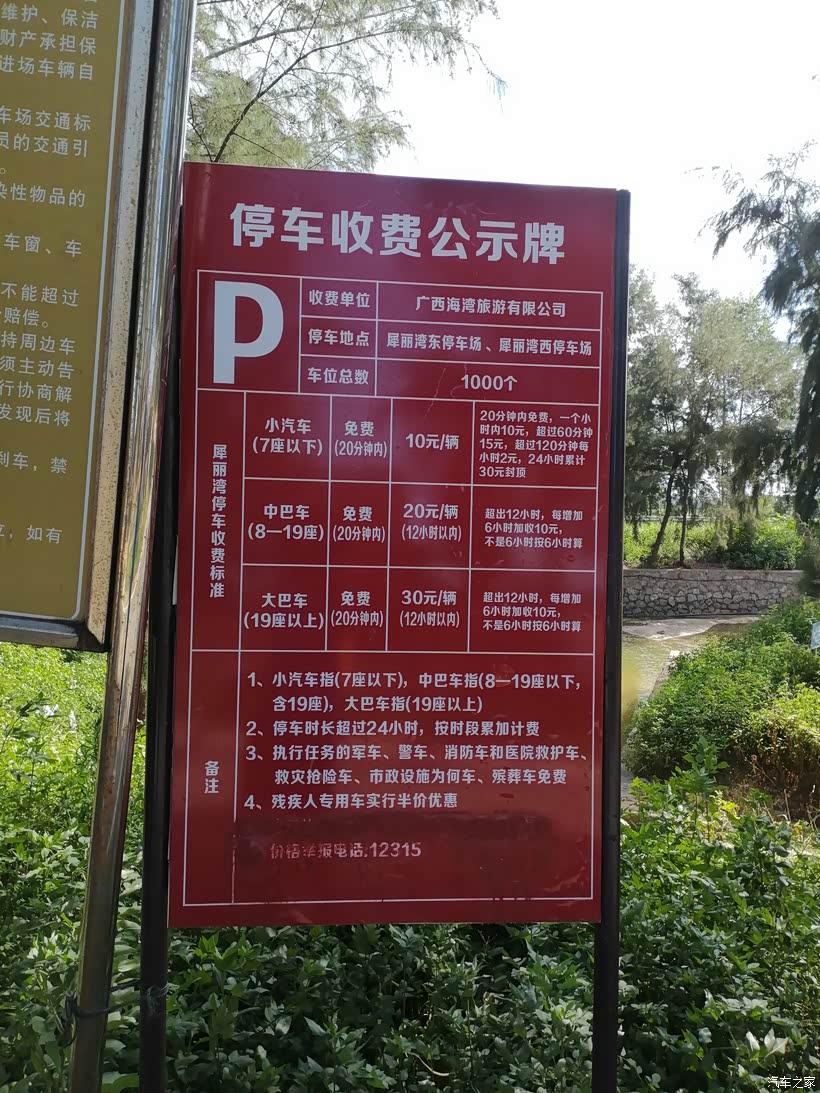 维护、保洁
财产承担保
进场车辆自
车场交通标
员的交通引
染性物品的
车窗、车
不能超过
赔偿。
持周边车
须主动告
行协商解
发现后将
刹车，禁
，如有
停车收费公示牌
P
收费单位
广西海湾旅游有限公司
停车地点
犀丽湾东停车场、犀丽湾西停车场
车位总数
1000个
犀丽湾停车收费标准
小汽车
(7座以下)
免费
(20分钟内)
10元/辆
20分钟内免费，一个小
时内10元，超过60分钟
15元，超过120分钟每
小时2元，24小时累计
30元封顶
中巴车
(8—19座)
免费
(20分钟内)
20元/辆
(12小时以内)
超出12小时，每增加
6小时加收10元，
不是6小时按6小时算
大巴车
(19座以上)
免费
(20分钟内)
30元/辆
(12小时以内)
超出12小时，每增加
6小时加收10元，
不是6小时按6小时算
备注
1、小汽车指(7座以下)，中巴车指(8—19座以下，
含19座)，大巴车指(19座以上)
2、停车时长超过24小时，按时段累加计费
3、执行任务的军车、警车、消防车和医院救护车、
救灾抢险车、市政设施为何车、殡葬车免费
4、残疾人专用车实行半价优惠
价格举报电话:12315
汽车之家